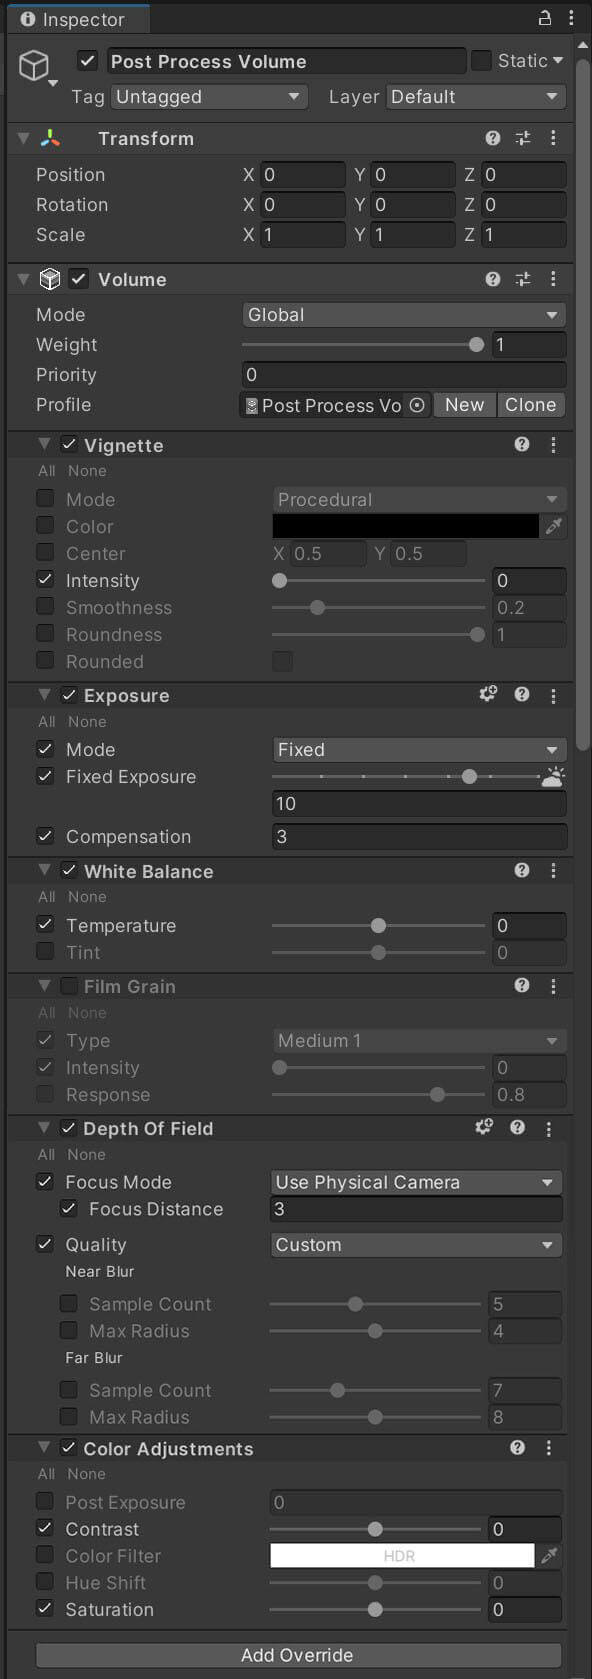 Inspector
Post Process Volume Static
Tag Untagged Layer Default
Transform
Position X 0 Y 0 Z 0
Rotation X 0 Y 0 Z 0
Scale X 1 Y 1 Z 1
Volume
Mode Global
Weight 1
Priority 0
Profile Post Process Vo New Clone
Vignette
All None
Mode Procedural
Color
Center X 0.5 Y 0.5
Intensity 0
Smoothness 0.2
Roundness 1
Rounded
Exposure
All None
Mode Fixed
Fixed Exposure
10
Compensation 3
White Balance
All None
Temperature 0
Tint 0
Film Grain
All None
Type Medium 1
Intensity 0
Response 0.8
Depth Of Field
All None
Focus Mode Use Physical Camera
Focus Distance 3
Quality Custom
Near Blur
Sample Count 5
Max Radius 4
Far Blur
Sample Count 7
Max Radius 8
Color Adjustments
All None
Post Exposure 0
Contrast 0
Color Filter HDR
Hue Shift 0
Saturation 0
Add Override